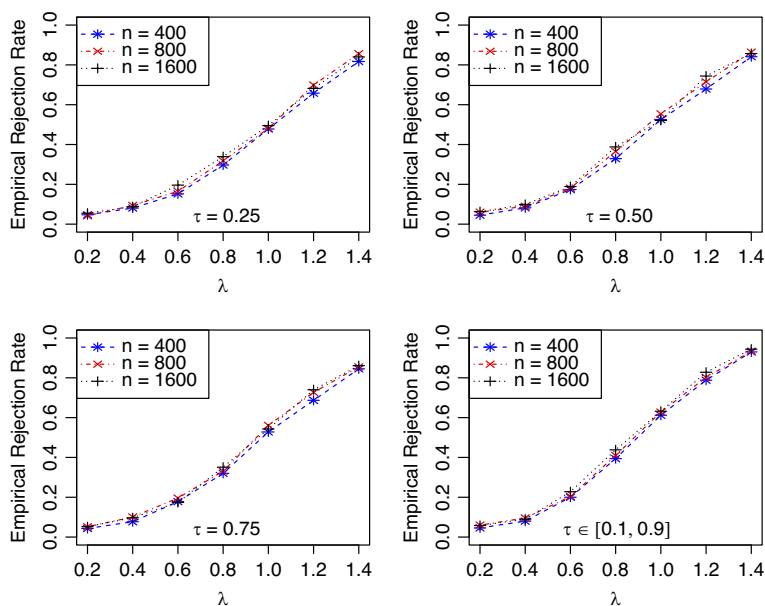 Empirical Rejection Rate
1.0
0.8
0.6
0.4
0.2
0.0
n = 400
n = 800
n = 1600
τ = 0.25
0.2 0.4 0.6 0.8 1.0 1.2 1.4
λ
Empirical Rejection Rate
1.0
0.8
0.6
0.4
0.2
0.0
n = 400
n = 800
n = 1600
τ = 0.50
0.2 0.4 0.6 0.8 1.0 1.2 1.4
λ
Empirical Rejection Rate
1.0
0.8
0.6
0.4
0.2
0.0
n = 400
n = 800
n = 1600
τ = 0.75
0.2 0.4 0.6 0.8 1.0 1.2 1.4
λ
Empirical Rejection Rate
1.0
0.8
0.6
0.4
0.2
0.0
n = 400
n = 800
n = 1600
τ ∈ [0.1, 0.9]
0.2 0.4 0.6 0.8 1.0 1.2 1.4
λ